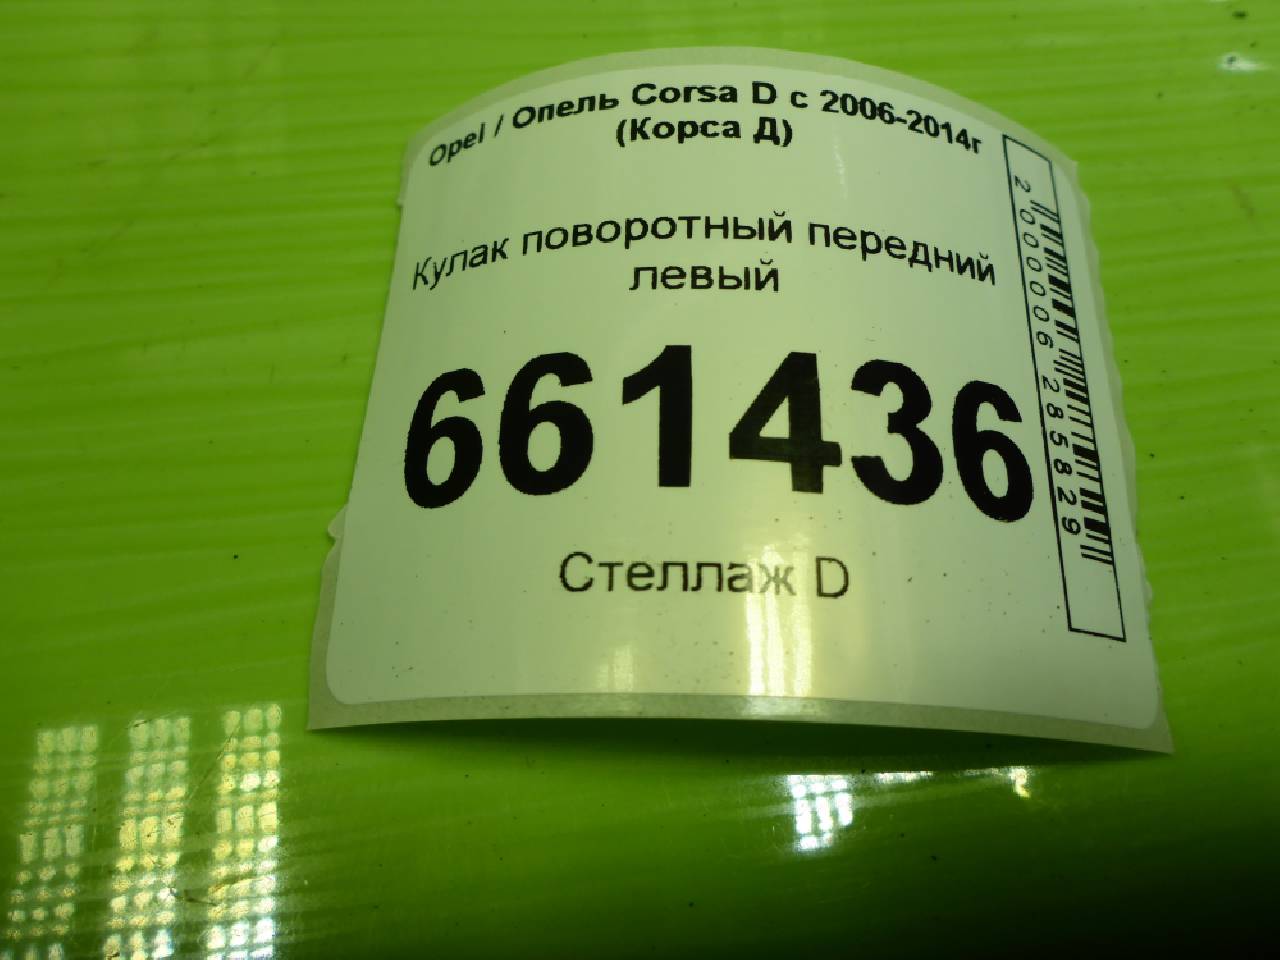 Opel / Опель Corsa D с 2006-2014г
(Корса Д)
Кулак поворотный передний
левый
661436
Стеллаж D
2000006285829